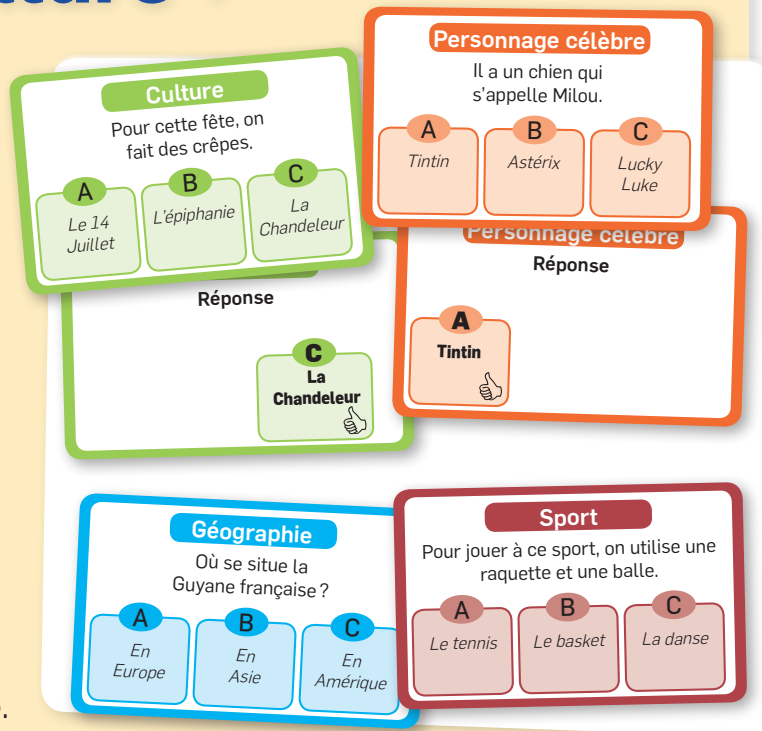 Culture
Pour cette fête, on
fait des crêpes.
A
Le 14
Juillet
B
L'épiphanie
C
La
Chandeleur
Réponse
C
La
Chandeleur
Personnage célèbre
Il a un chien qui
s'appelle Milou.
A
Tintin
B
Astérix
C
Lucky
Luke
Personnage célèbre
Réponse
A
Tintin
Géographie
Où se situe la
Guyane française ?
A
En
Europe
B
En
Asie
C
En
Amérique
Sport
Pour jouer à ce sport, on utilise une
raquette et une balle.
A
Le tennis
B
Le basket
C
La danse